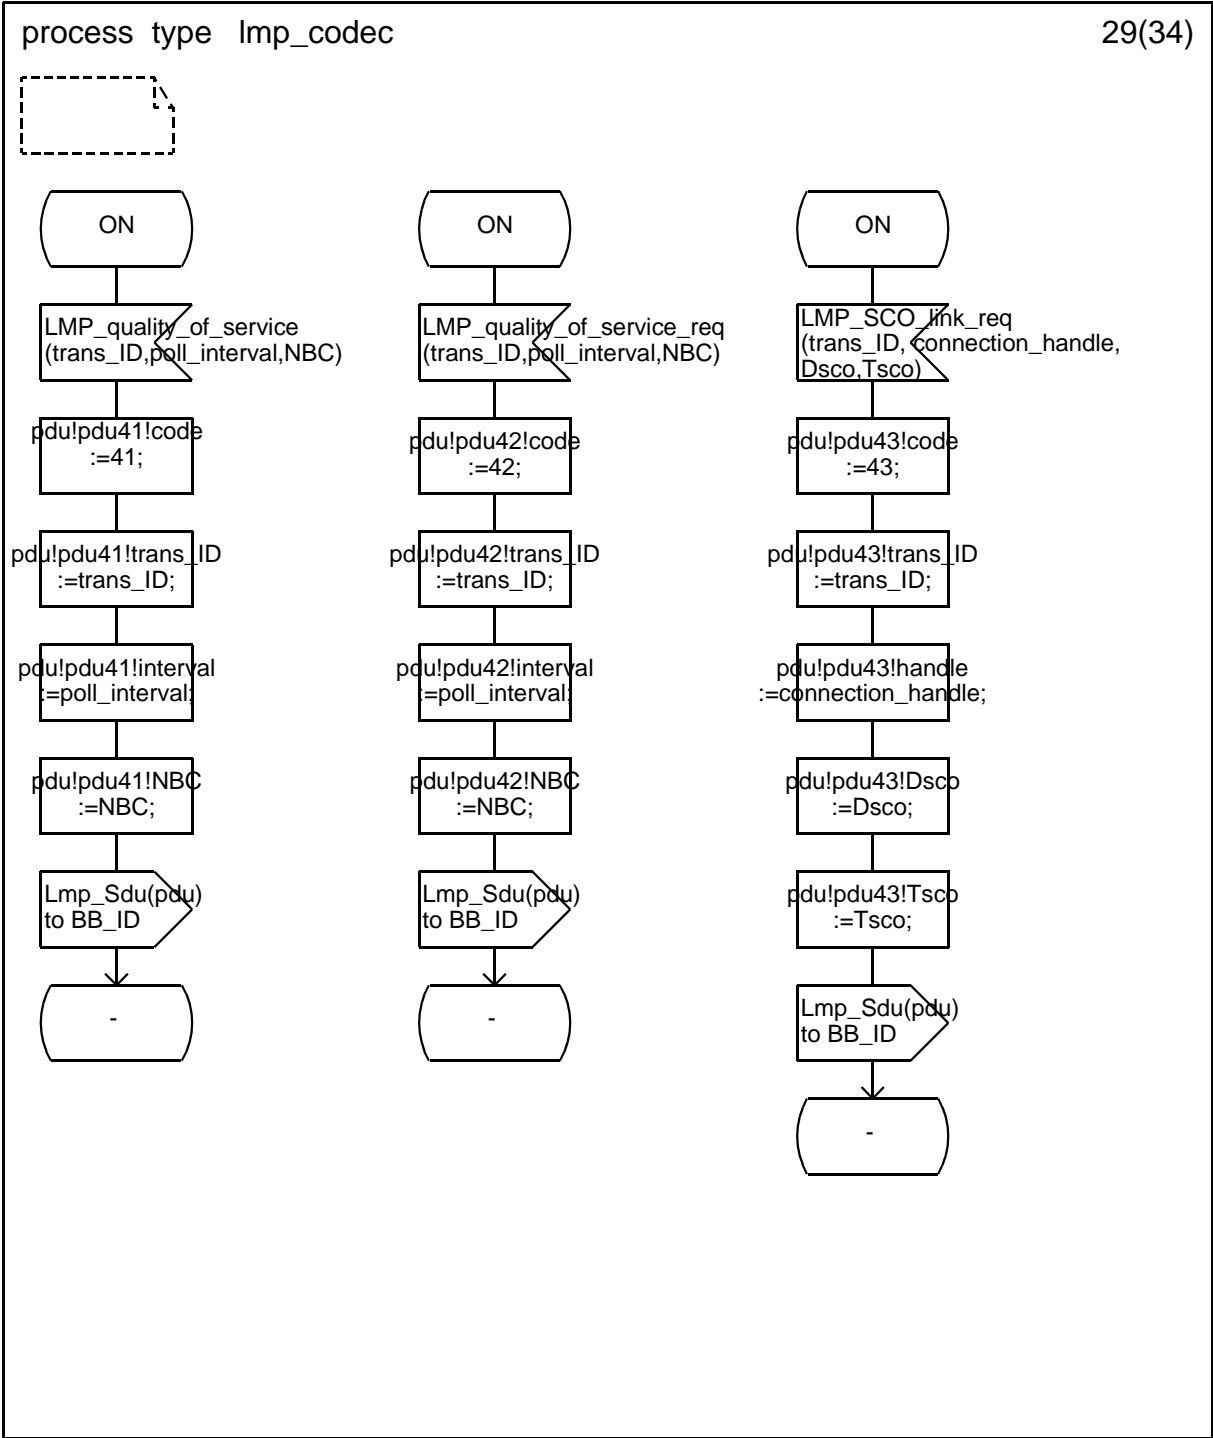 process type lmp_codec
29(34)
ON
LMP_quality_of_service
(trans_ID,poll_interval,NBC)
pdu!pdu41!code
:=41;
pdu!pdu41!trans_ID
:=trans_ID;
pdu!pdu41!interval
:=poll_interval;
pdu!pdu41!NBC
:=NBC;
Lmp_Sdu(pdu)
to BB_ID
-
ON
LMP_quality_of_service_req
(trans_ID,poll_interval,NBC)
pdu!pdu42!code
:=42;
pdu!pdu42!trans_ID
:=trans_ID;
pdu!pdu42!interval
:=poll_interval;
pdu!pdu42!NBC
:=NBC;
Lmp_Sdu(pdu)
to BB_ID
-
ON
LMP_SCO_link_req
(trans_ID, connection_handle,
Dsco,Tsco)
pdu!pdu43!code
:=43;
pdu!pdu43!trans_ID
:=trans_ID;
pdu!pdu43!handle
:=connection_handle;
pdu!pdu43!Dsco
:=Dsco;
pdu!pdu43!Tsco
:=Tsco;
Lmp_Sdu(pdu)
to BB_ID
-